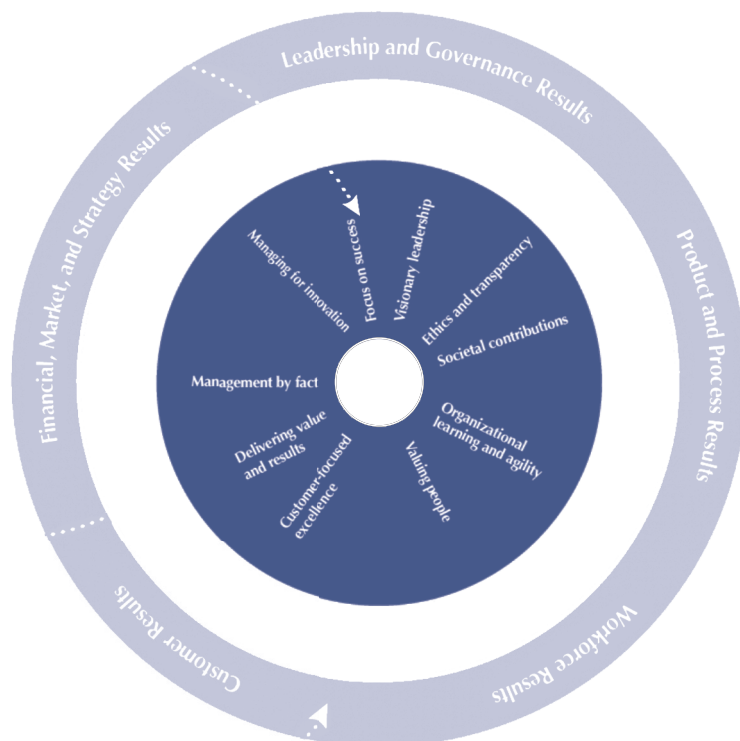 Leadership and Governance Results
Product and Process Results
Workforce Results
Customer Results
Financial, Market, and Strategy Results
Focus on success
Visionary leadership
Ethics and transparency
Societal contributions
Organizational
learning and agility
Valuing people
Customer-focused
excellence
Delivering value
and results
Management by fact
Managing for innovation